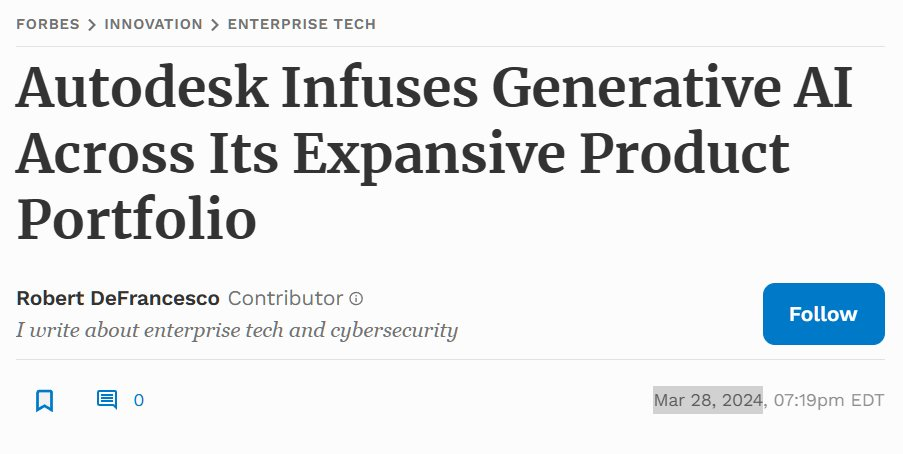 FORBES > INNOVATION > ENTERPRISE TECH
Autodesk Infuses Generative AI
Across Its Expansive Product
Portfolio
Robert DeFrancesco Contributor
I write about enterprise tech and cybersecurity
Follow
0
Mar 28, 2024, 07:19pm EDT